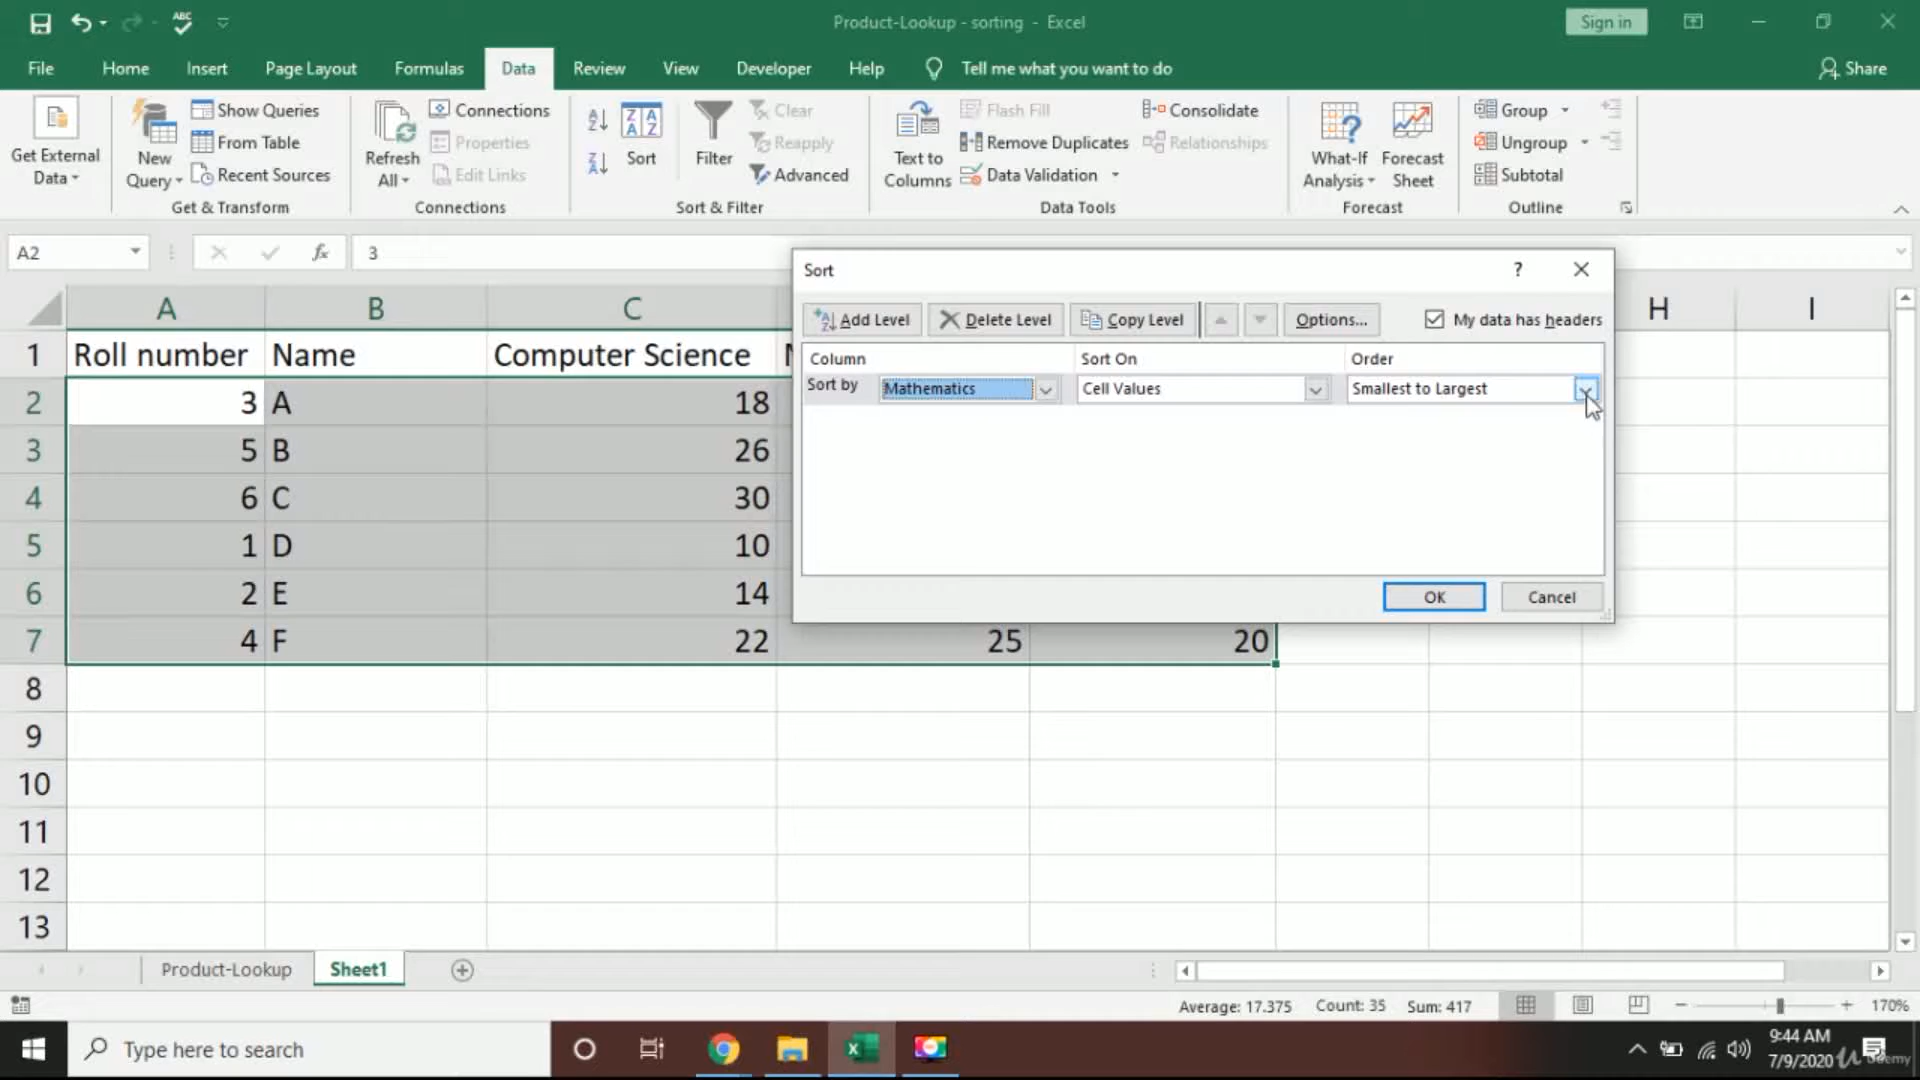 Product-Lookup - sorting - Excel
Sign in
File Home Insert Page Layout Formulas Data Review View Developer Help Tell me what you want to do Share
Get External Data
New Query
Show Queries
From Table
Recent Sources
Get & Transform
Refresh All
Connections
Properties
Edit Links
Connections
Sort
Filter
Clear
Reapply
Advanced
Sort & Filter
Text to Columns
Flash Fill
Remove Duplicates
Data Validation
Consolidate
Relationships
Data Tools
What-If Analysis
Forecast Sheet
Forecast
Group
Ungroup
Subtotal
Outline
A2 fx 3
A B C H I
1 Roll number Name Computer Science
2 3 A 18
3 5 B 26
4 6 C 30
5 1 D 10
6 2 E 14
7 4 F 22 25 20
8
9
10
11
12
13
Sort ?
Add Level Delete Level Copy Level Options... My data has headers
Column Sort On Order
Sort by Mathematics Cell Values Smallest to Largest
OK Cancel
Product-Lookup Sheet1
Average: 17.375 Count: 35 Sum: 417 170%
Type here to search
9:44 AM
7/9/2020
Udemy